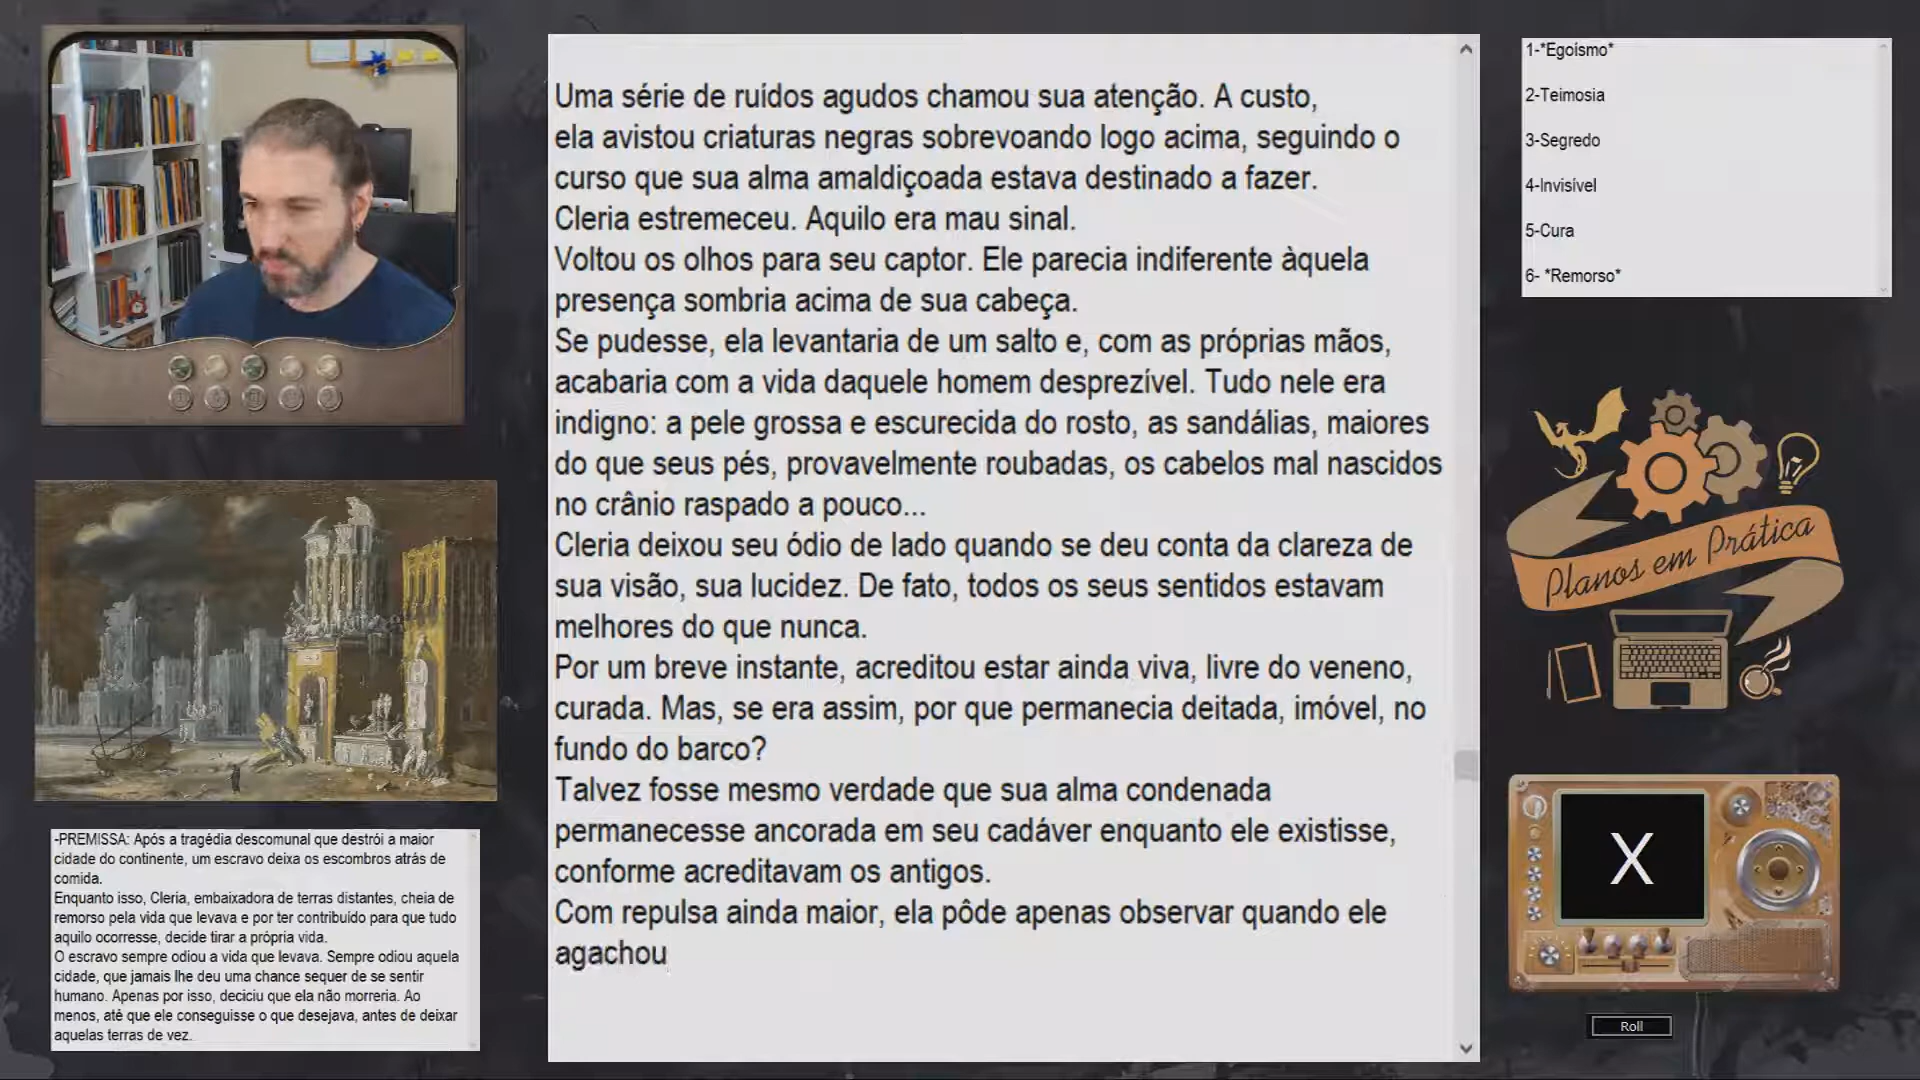 Uma série de ruídos agudos chamou sua atenção. A custo,
ela avistou criaturas negras sobrevoando logo acima, seguindo o
curso que sua alma amaldiçoada estava destinado a fazer.
Cleria estremeceu. Aquilo era mau sinal.
Voltou os olhos para seu captor. Ele parecia indiferente àquela
presença sombria acima de sua cabeça.
Se pudesse, ela levantaria de um salto e, com as próprias mãos,
acabaria com a vida daquele homem desprezível. Tudo nele era
indigno: a pele grossa e escurecida do rosto, as sandálias, maiores
do que seus pés, provavelmente roubadas, os cabelos mal nascidos
no crânio raspado a pouco...
Cleria deixou seu ódio de lado quando se deu conta da clareza de
sua visão, sua lucidez. De fato, todos os seus sentidos estavam
melhores do que nunca.
Por um breve instante, acreditou estar ainda viva, livre do veneno,
curada. Mas, se era assim, por que permanecia deitada, imóvel, no
fundo do barco?
Talvez fosse mesmo verdade que sua alma condenada
permanecesse ancorada em seu cadáver enquanto ele existisse,
conforme acreditavam os antigos.
Com repulsa ainda maior, ela pôde apenas observar quando ele
agachou
-PREMISSA: Após a tragédia descomunal que destrói a maior
cidade do continente, um escravo deixa os escombros atrás de
comida.
Enquanto isso, Cleria, embaixadora de terras distantes, cheia de
remorso pela vida que levava e por ter contribuído para que tudo
aquilo ocorresse, decide tirar a própria vida.
O escravo sempre odiou a vida que levava. Sempre odiou aquela
cidade, que jamais lhe deu uma chance sequer de se sentir
humano. Apenas por isso, deciciu que ela não morreria. Ao
menos, até que ele conseguisse o que desejava, antes de deixar
aquelas terras de vez.
1-*Egoísmo*
2-Teimosia
3-Segredo
4-Invisível
5-Cura
6- *Remorso*
Planos em Prática
X
Roll